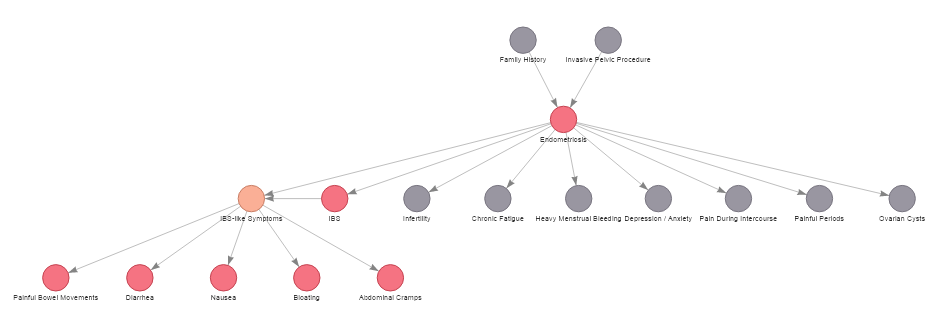 Family History
Invasive Pelvic Procedure
Endometriosis
IBS-like Symptoms
IBS
Infertility
Chronic Fatigue
Heavy Menstrual Bleeding
Depression / Anxiety
Pain During Intercourse
Painful Periods
Ovarian Cysts
Painful Bowel Movements
Diarrhea
Nausea
Bloating
Abdominal Cramps